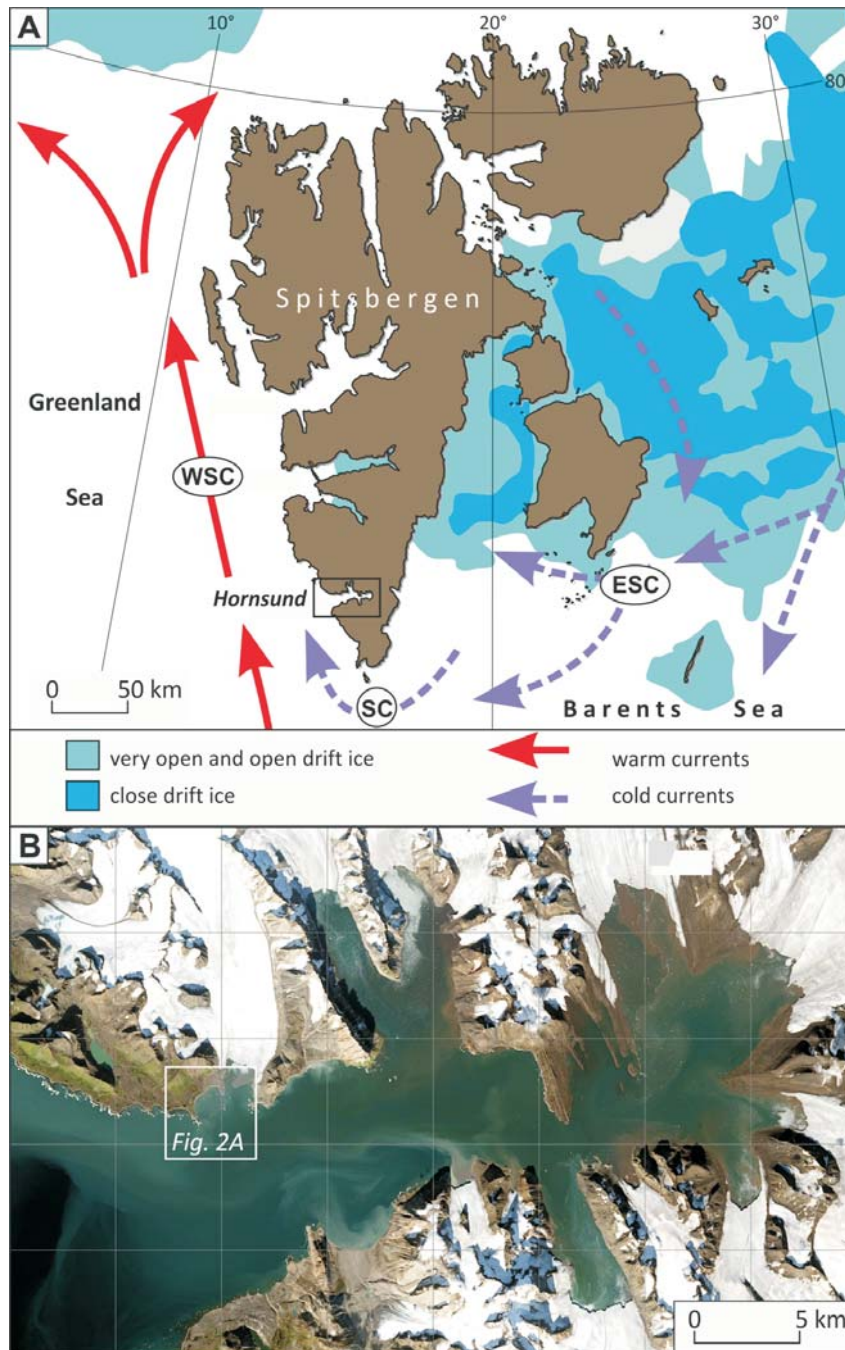 A
10°
20°
30°
80
Spitsbergen
Greenland
Sea
WSC
Hornsund
ESC
SC
0 50 km
Barents Sea
very open and open drift ice
warm currents
close drift ice
cold currents
B
Fig. 2A
0 5 km